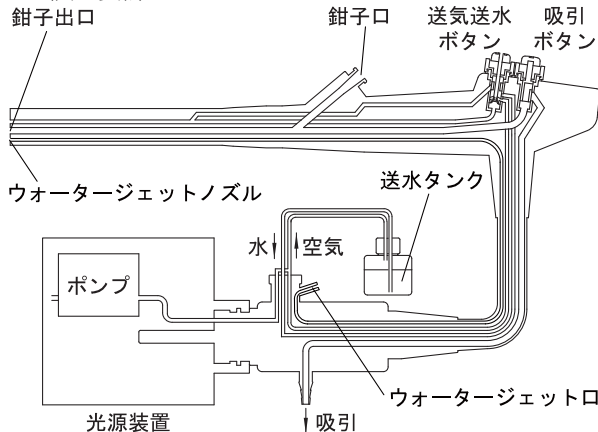 鉗子出口
鉗子口
送気送水
ボタン
吸引
ボタン
ウォータージェットノズル
送水タンク
水
空気
ポンプ
ウォータージェット口
光源装置
吸引